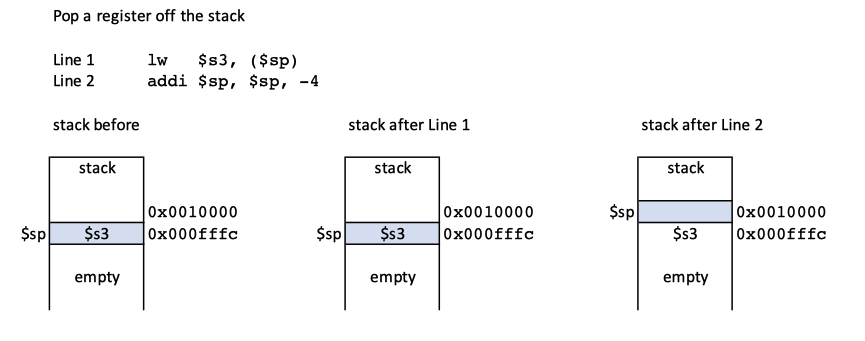 Pop a register off the stack
Line 1 lw $s3, ($sp)
Line 2 addi $sp, $sp, -4
stack before stack after Line 1 stack after Line 2
stack stack stack
0x0010000 0x0010000 $sp 0x0010000
$sp $s3 0x000fffc $sp $s3 0x000fffc $s3 0x000fffc
empty empty empty